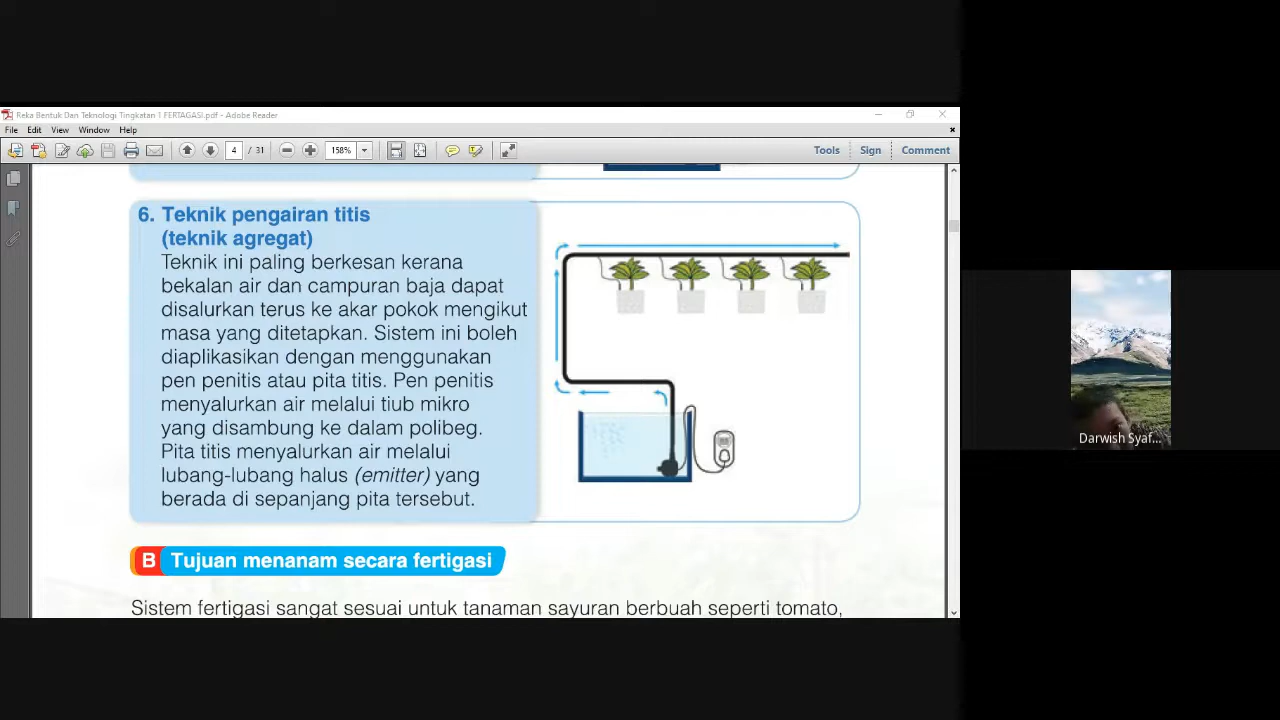 Reka Bentuk Dan Teknologi Tingkatan 1 FERTAGASI.pdf - Adobe Reader
File Edit View Window Help
4 / 31 158% Tools Sign Comment
6. Teknik pengairan titis
(teknik agregat)
Teknik ini paling berkesan kerana
bekalan air dan campuran baja dapat
disalurkan terus ke akar pokok mengikut
masa yang ditetapkan. Sistem ini boleh
diaplikasikan dengan menggunakan
pen penitis atau pita titis. Pen penitis
menyalurkan air melalui tiub mikro
yang disambung ke dalam polibeg.
Pita titis menyalurkan air melalui
lubang-lubang halus (emitter) yang
berada di sepanjang pita tersebut.
B Tujuan menanam secara fertigasi
Sistem fertigasi sangat sesuai untuk tanaman sayuran berbuah seperti tomato,
Darwish Syaf...